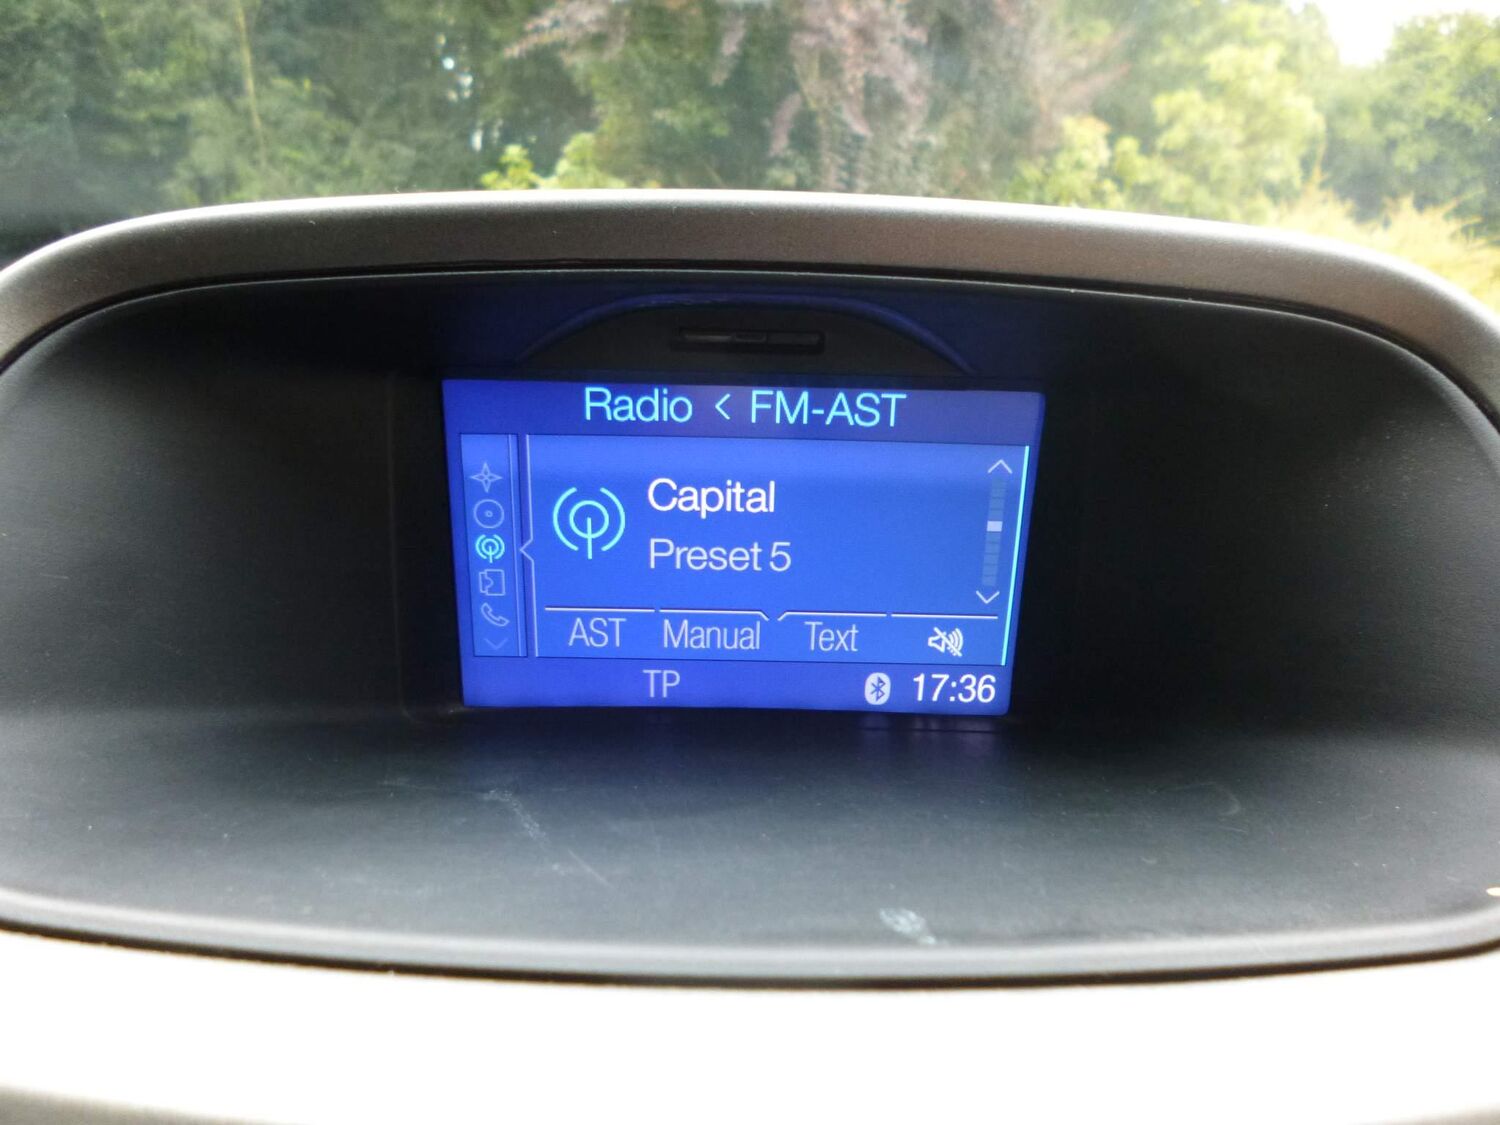 Radio < FM-AST
Capital
Preset 5
AST Manual Text
TP 17:36